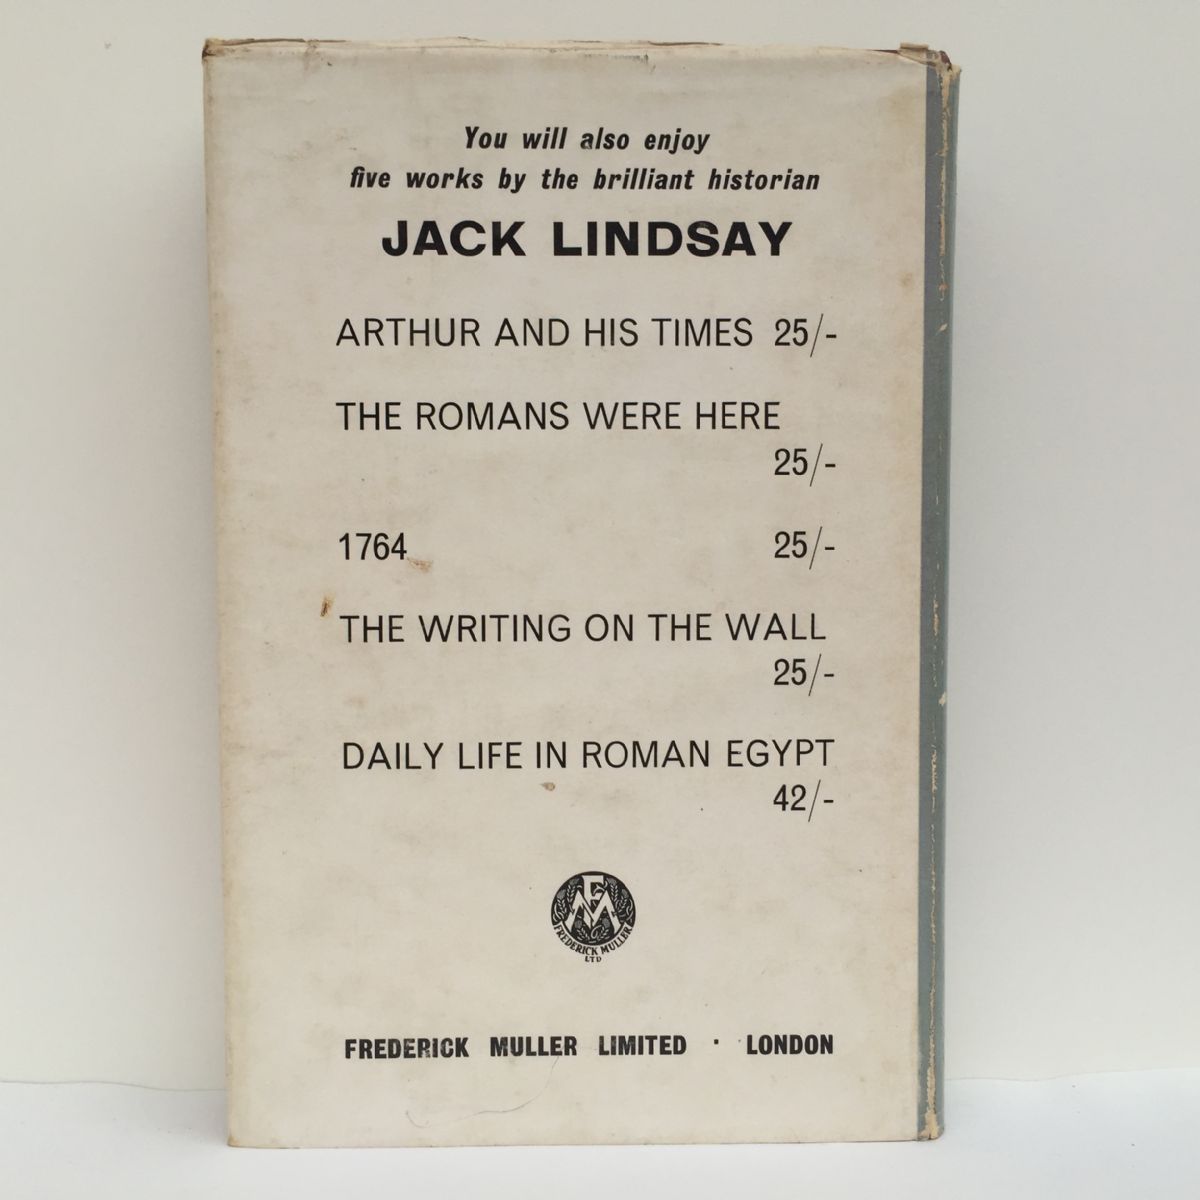 You will also enjoy
five works by the brilliant historian
JACK LINDSAY
ARTHUR AND HIS TIMES 25/-
THE ROMANS WERE HERE
25/-
1764 25/-
THE WRITING ON THE WALL
25/-
DAILY LIFE IN ROMAN EGYPT
42/-
FM
FREDERICK MULLER
LTD
FREDERICK MULLER LIMITED · LONDON